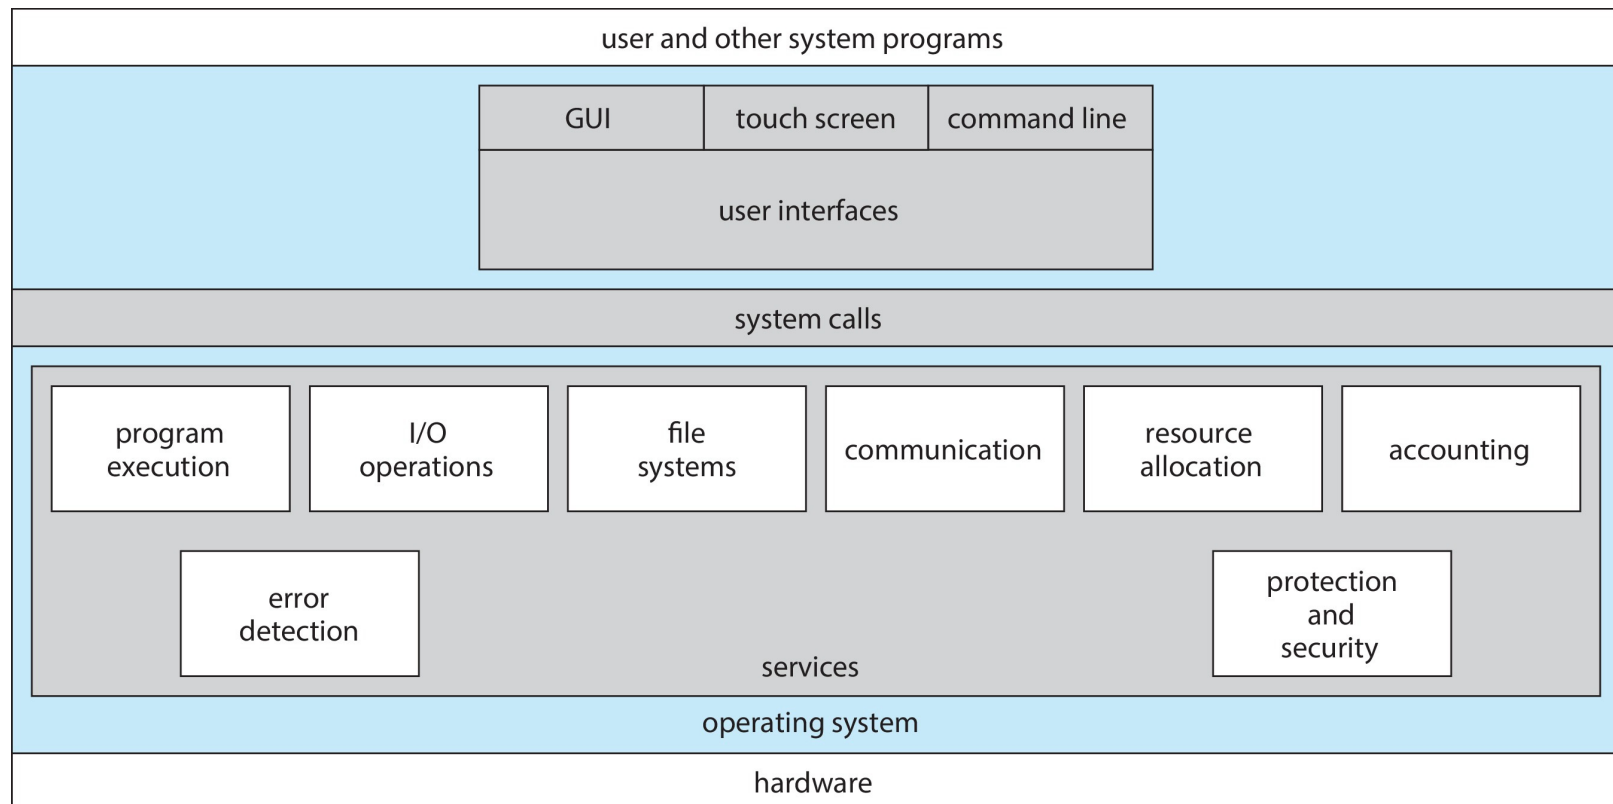 user and other system programs
GUI
touch screen
command line
user interfaces
system calls
program
execution
I/O
operations
file
systems
communication
resource
allocation
accounting
error
detection
protection
and
security
services
operating system
hardware